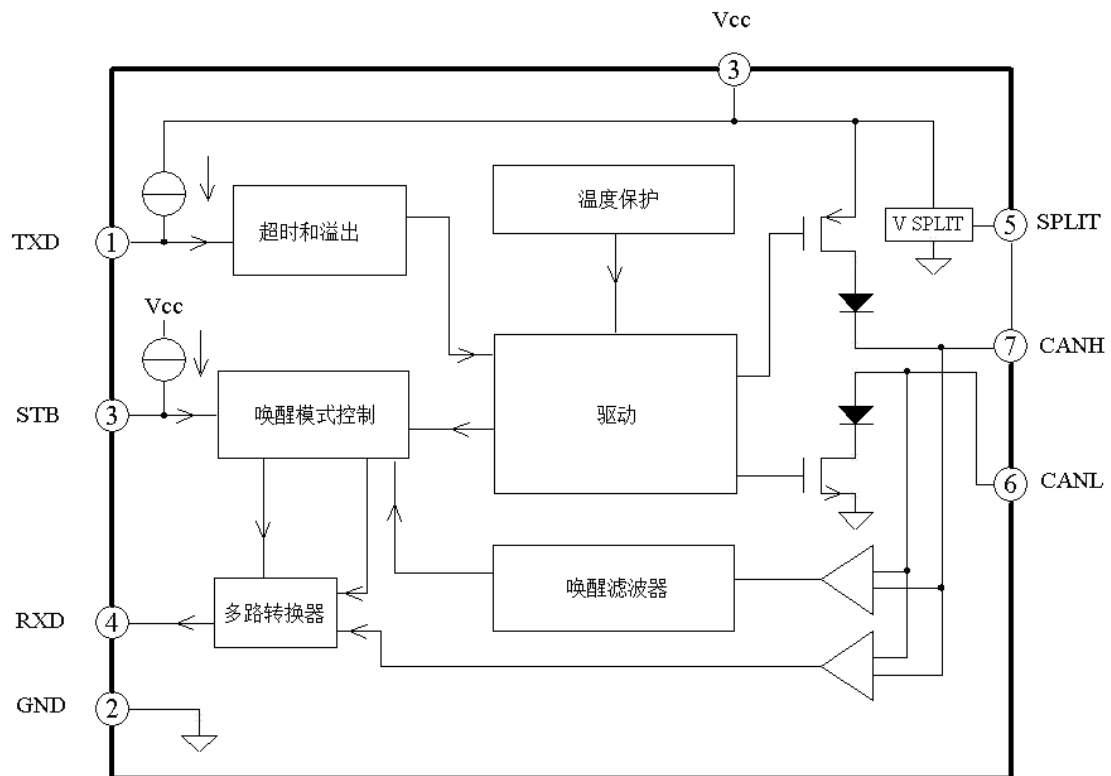 Vcc
3
温度保护
超时和溢出
V SPLIT
5
SPLIT
TXD
1
Vcc
7
CANH
STB
3
唤醒模式控制
驱动
6
CANL
唤醒滤波器
多路转换器
RXD
4
GND
2